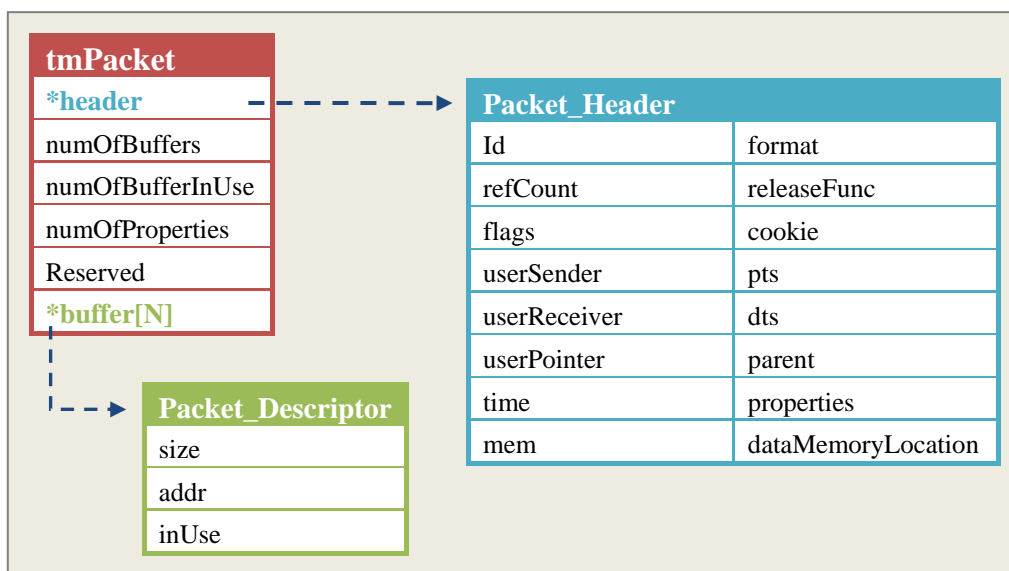 tmPacket
*header
numOfBuffers
numOfBufferInUse
numOfProperties
Reserved
*buffer[N]
Packet_Header
Id format
refCount releaseFunc
flags cookie
userSender pts
userReceiver dts
userPointer parent
time properties
mem dataMemoryLocation
Packet_Descriptor
size
addr
inUse